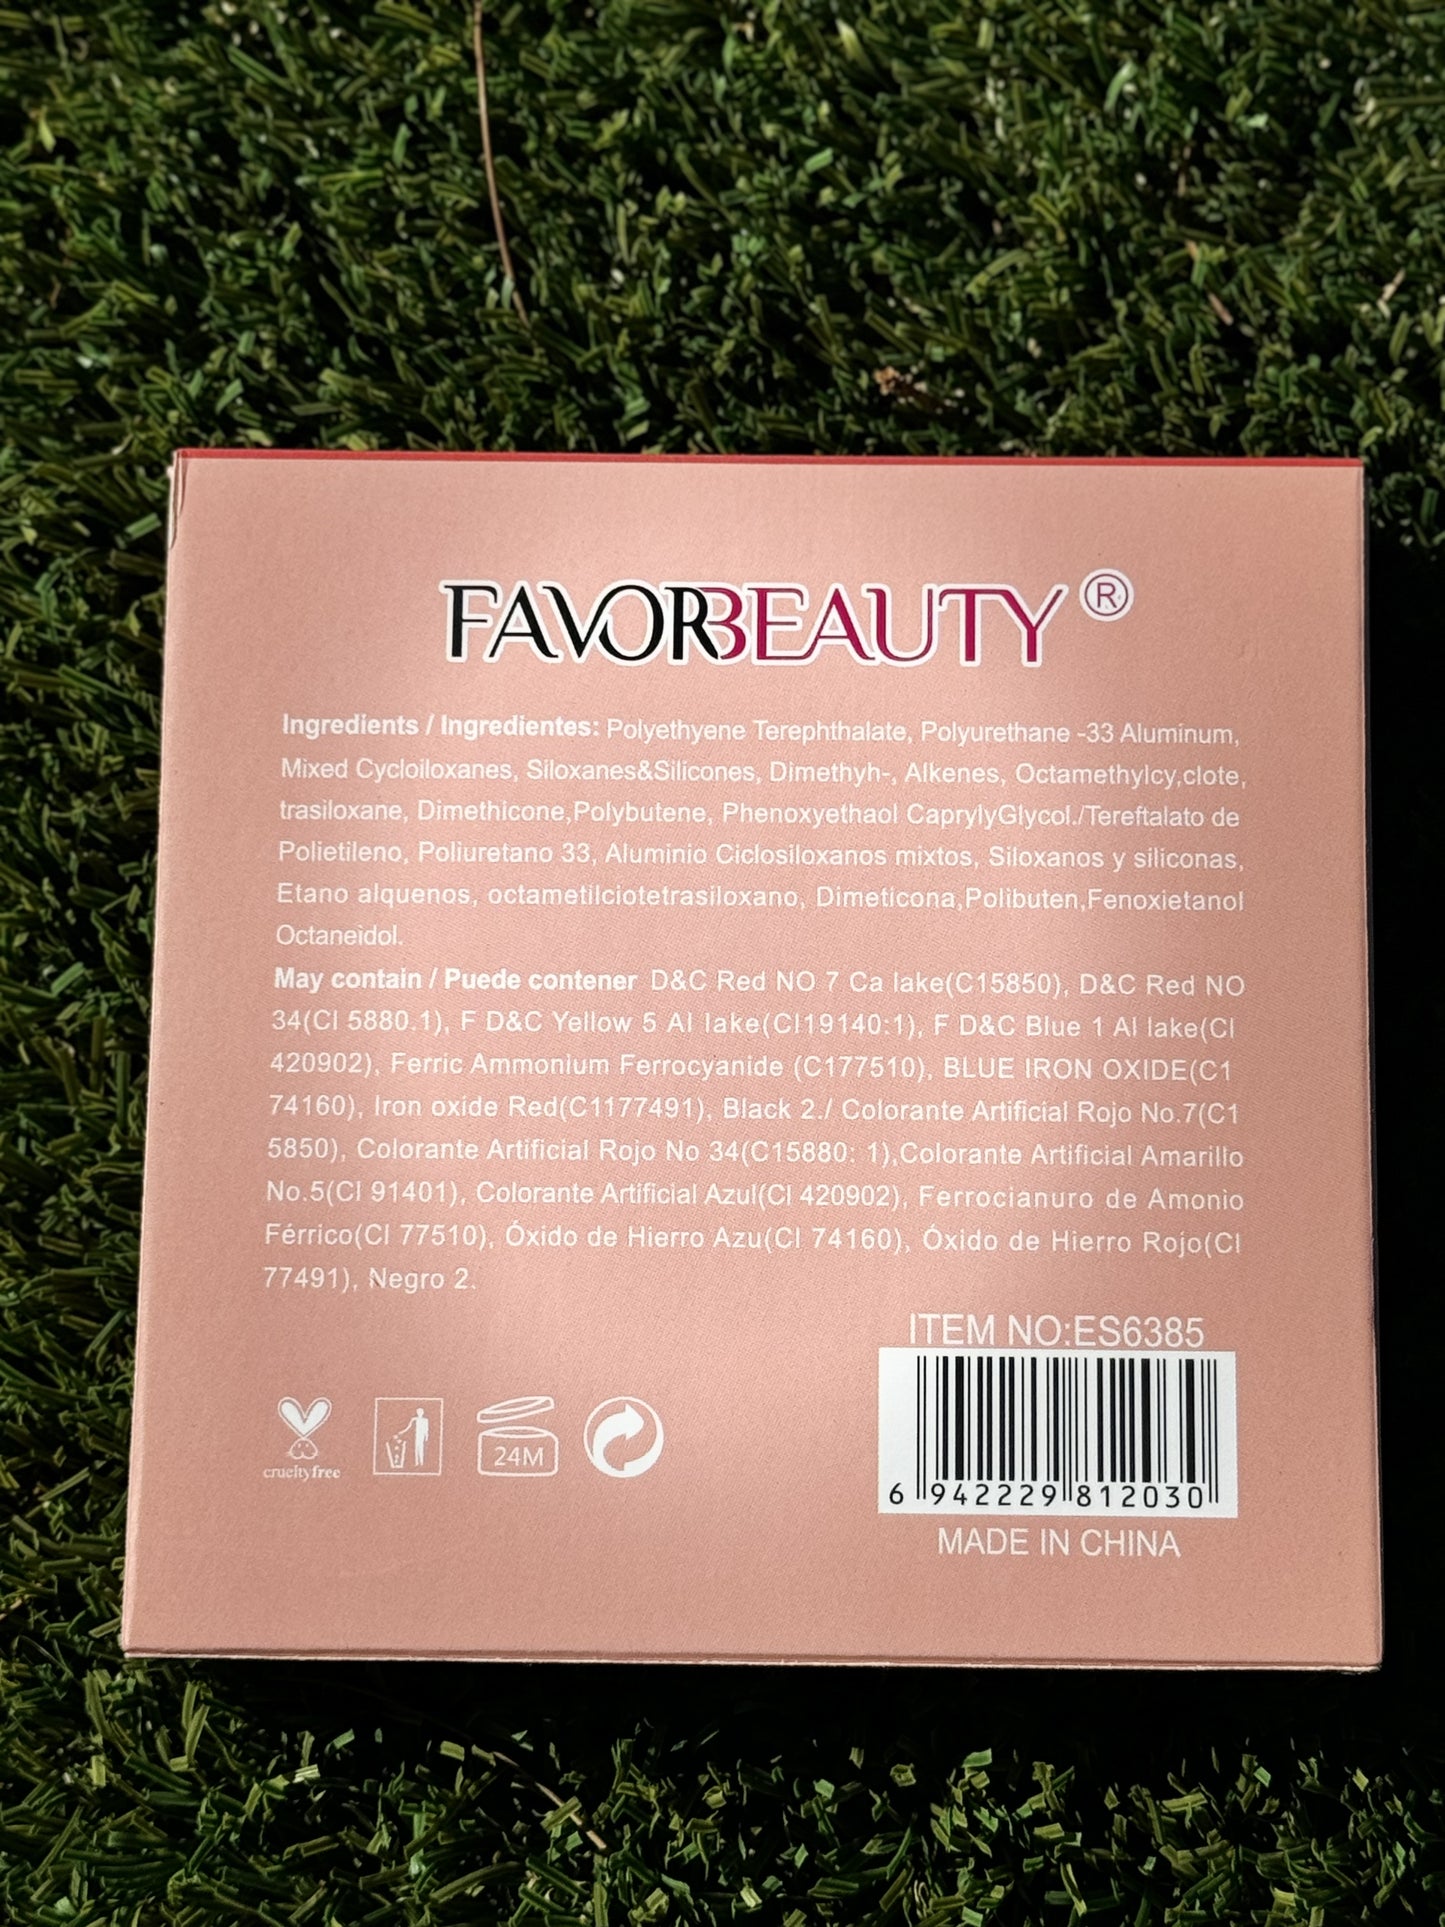 FAVORBEAUTY ®
Ingredients / Ingredientes: Polyethyene Terephthalate, Polyurethane -33 Aluminum,
Mixed Cycloiloxanes, Siloxanes&Silicones, Dimethyh-, Alkenes, Octamethylcy,clote,
trasiloxane, Dimethicone,Polybutene, Phenoxyethaol CaprylyGlycol./Tereftalato de
Polietileno, Poliuretano 33, Aluminio Ciclosiloxanos mixtos, Siloxanos y siliconas,
Etano alquenos, octametilciotetrasiloxano, Dimeticona,Polibuten,Fenoxietanol
Octaneidol.
May contain / Puede contener D&C Red NO 7 Ca lake(C15850), D&C Red NO
34(CI 5880.1), F D&C Yellow 5 Al lake(CI19140:1), F D&C Blue 1 Al lake(CI
420902), Ferric Ammonium Ferrocyanide (C177510), BLUE IRON OXIDE(C1
74160), Iron oxide Red(C1177491), Black 2./ Colorante Artificial Rojo No.7(C1
5850), Colorante Artificial Rojo No 34(C15880: 1),Colorante Artificial Amarillo
No.5(CI 91401), Colorante Artificial Azul(CI 420902), Ferrocianuro de Amonio
Férrico(CI 77510), Óxido de Hierro Azu(CI 74160), Óxido de Hierro Rojo(CI
77491), Negro 2.
ITEM NO:ES6385
crueltyfree
24M
6 942229 812030
MADE IN CHINA